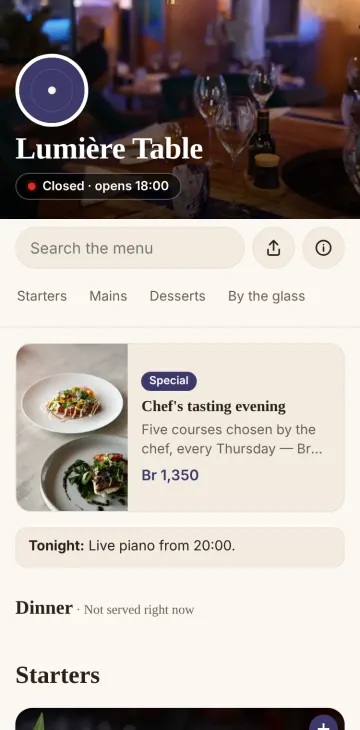 Lumière Table
Closed · opens 18:00
Search the menu
Starters Mains Desserts By the glass
Special
Chef's tasting evening
Five courses chosen by the
chef, every Thursday — Br...
Br 1,350
Tonight: Live piano from 20:00.
Dinner · Not served right now
Starters